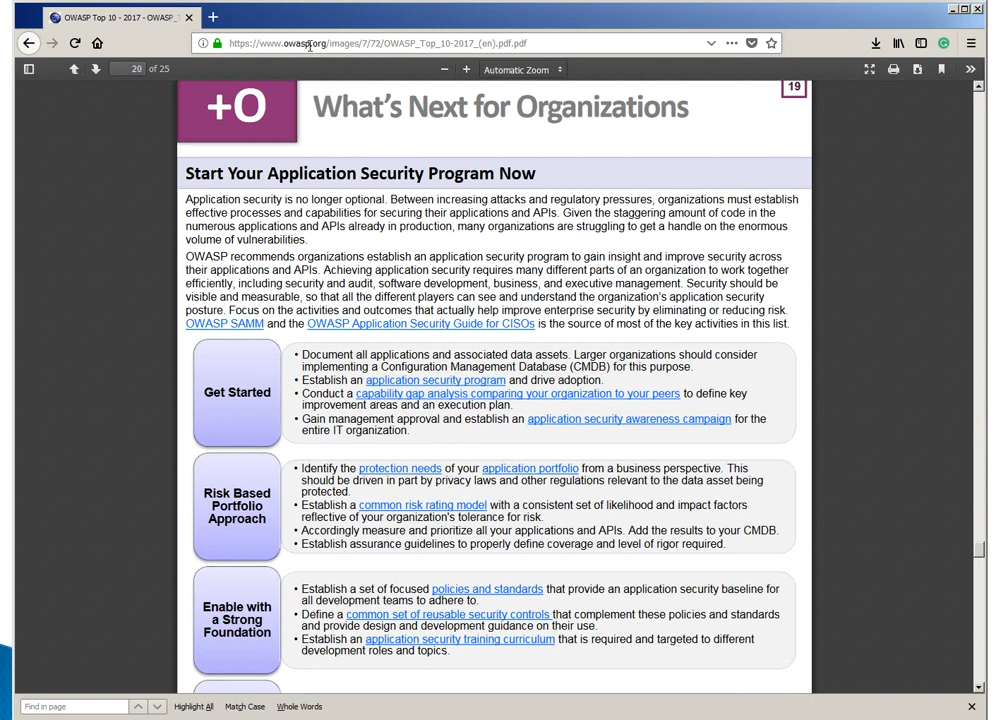 OWASP Top 10 - 2017 - OWASP_
https://www.owasp.org/images/7/72/OWASP_Top_10-2017_(en).pdf.pdf
20 of 25
Automatic Zoom
+O
What's Next for Organizations
19
Start Your Application Security Program Now
Application security is no longer optional. Between increasing attacks and regulatory pressures, organizations must establish
effective processes and capabilities for securing their applications and APIs. Given the staggering amount of code in the
numerous applications and APIs already in production, many organizations are struggling to get a handle on the enormous
volume of vulnerabilities.
OWASP recommends organizations establish an application security program to gain insight and improve security across
their applications and APIs. Achieving application security requires many different parts of an organization to work together
efficiently, including security and audit, software development, business, and executive management. Security should be
visible and measurable, so that all the different players can see and understand the organization's application security
posture. Focus on the activities and outcomes that actually help improve enterprise security by eliminating or reducing risk.
OWASP SAMM and the OWASP Application Security Guide for CISOs is the source of most of the key activities in this list.
Get Started
• Document all applications and associated data assets. Larger organizations should consider
implementing a Configuration Management Database (CMDB) for this purpose.
• Establish an application security program and drive adoption.
• Conduct a capability gap analysis comparing your organization to your peers to define key
improvement areas and an execution plan.
• Gain management approval and establish an application security awareness campaign for the
entire IT organization.
Risk Based
Portfolio
Approach
• Identify the protection needs of your application portfolio from a business perspective. This
should be driven in part by privacy laws and other regulations relevant to the data asset being
protected.
• Establish a common risk rating model with a consistent set of likelihood and impact factors
reflective of your organization's tolerance for risk.
• Accordingly measure and prioritize all your applications and APIs. Add the results to your CMDB.
• Establish assurance guidelines to properly define coverage and level of rigor required.
Enable with
a Strong
Foundation
• Establish a set of focused policies and standards that provide an application security baseline for
all development teams to adhere to.
• Define a common set of reusable security controls that complement these policies and standards
and provide design and development guidance on their use.
• Establish an application security training curriculum that is required and targeted to different
development roles and topics.
Find in page
Highlight All
Match Case
Whole Words